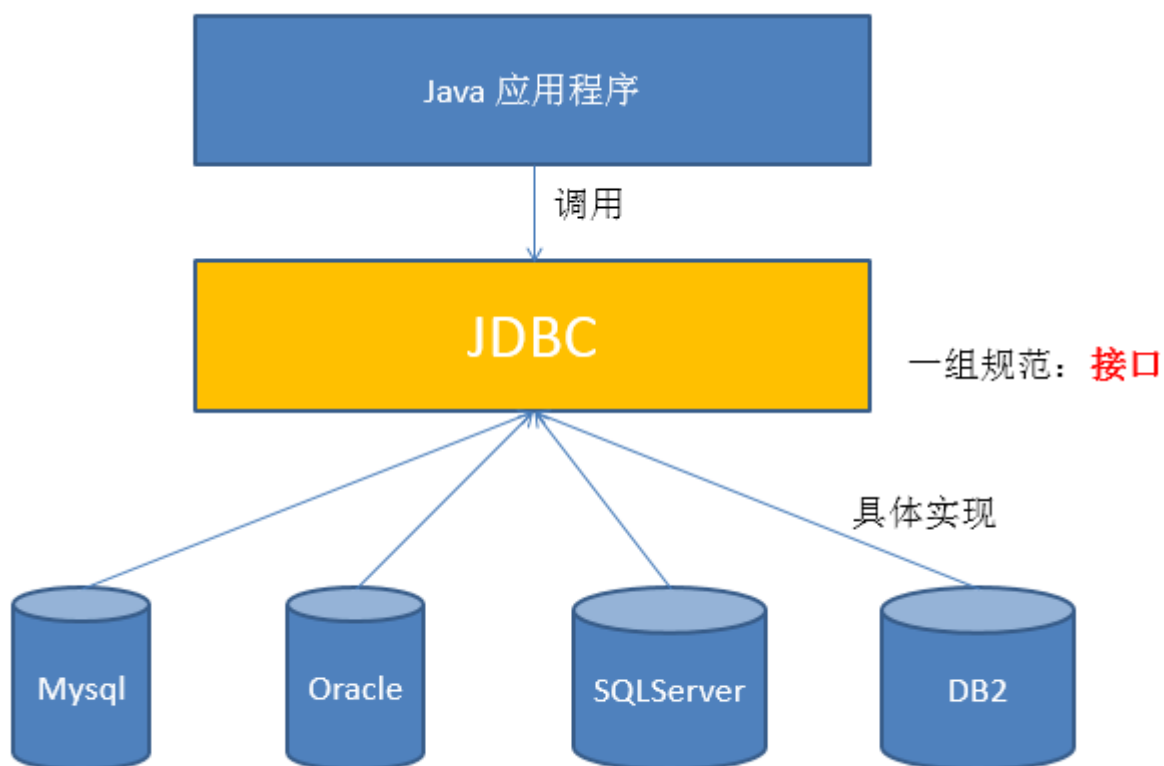 Java 应用程序
调用
JDBC
一组规范：接口
具体实现
Mysql
Oracle
SQLServer
DB2